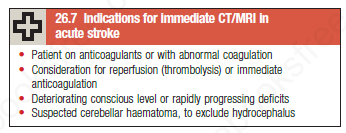 26.7 Indications for immediate CT/MRI in
acute stroke
• Patient on anticoagulants or with abnormal coagulation
• Consideration for reperfusion (thrombolysis) or immediate
anticoagulation
• Deteriorating conscious level or rapidly progressing deficits
• Suspected cerebellar haematoma, to exclude hydrocephalus